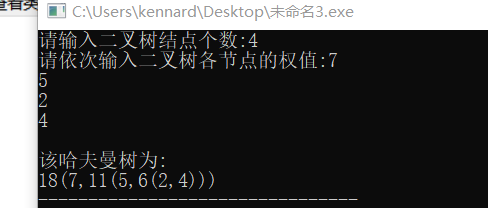 C:\Users\kennard\Desktop\未命名3.exe
请输入二叉树结点个数:4
请依次输入二叉树各节点的权值:7
5
2
4
该哈夫曼树为:
18(7,11(5,6(2,4)))
--------------------------------